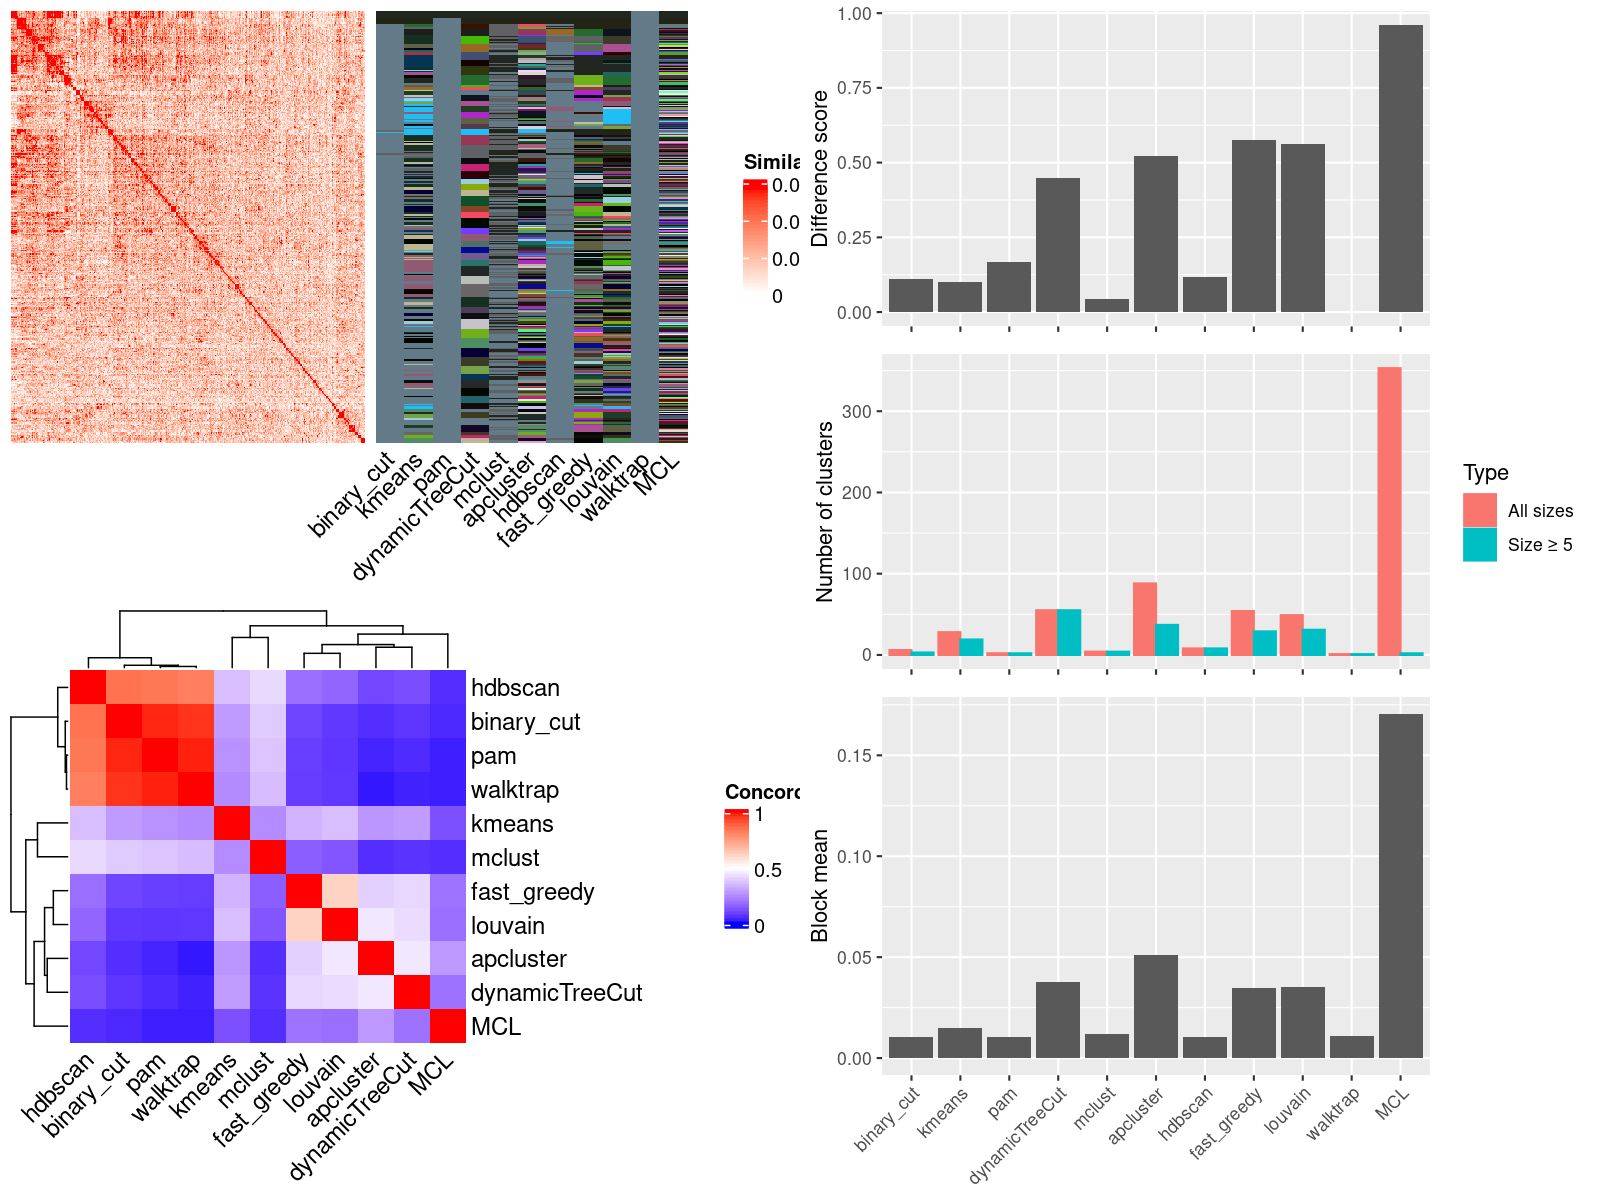 Simila
0.0
0.0
0.0
0
binary_cut
kmeans
pam
dynamicTreeCut
mclust
apcluster
hdbscan
fast_greedy
louvain
walktrap
MCL
hdbscan
binary_cut
pam
walktrap
kmeans
mclust
fast_greedy
louvain
apcluster
dynamicTreeCut
MCL
hdbscan
binary_cut
pam
walktrap
kmeans
mclust
fast_greedy
louvain
apcluster
dynamicTreeCut
MCL
Concord
1
0.5
0
Difference score
1.00
0.75
0.50
0.25
0.00
Number of clusters
300
200
100
0
Type
All sizes
Size ≥ 5
Block mean
0.15
0.10
0.05
0.00
binary_cut
kmeans
pam
dynamicTreeCut
mclust
apcluster
hdbscan
fast_greedy
louvain
walktrap
MCL